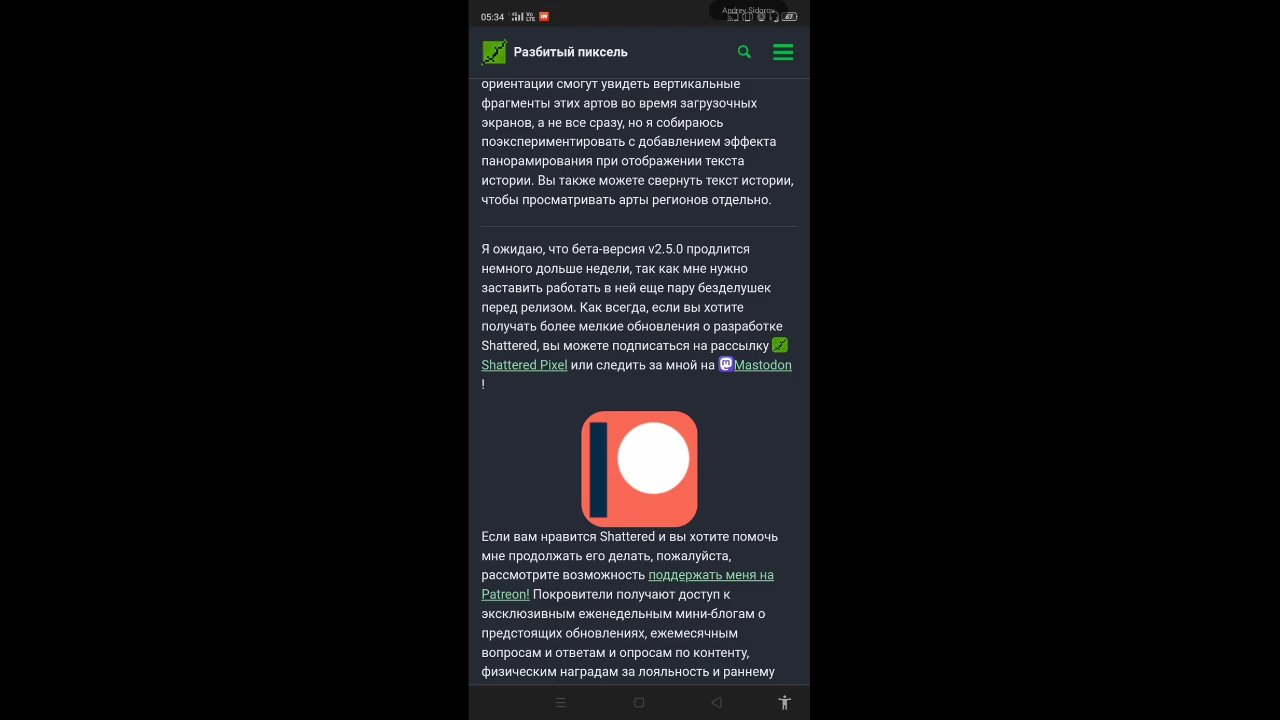 Andrey Sidorov
05:34
Разбитый пиксель
ориентации смогут увидеть вертикальные
фрагменты этих артов во время загрузочных
экранов, а не все сразу, но я собираюсь
поэкспериментировать с добавлением эффекта
панорамирования при отображении текста
истории. Вы также можете свернуть текст истории,
чтобы просматривать арты регионов отдельно.
Я ожидаю, что бета-версия v2.5.0 продлится
немного дольше недели, так как мне нужно
заставить работать в ней еще пару безделушек
перед релизом. Как всегда, если вы хотите
получать более мелкие обновления о разработке
Shattered, вы можете подписаться на рассылку
Shattered Pixel или следить за мной на Mastodon
!
Если вам нравится Shattered и вы хотите помочь
мне продолжать его делать, пожалуйста,
рассмотрите возможность поддержать меня на
Patreon! Покровители получают доступ к
эксклюзивным еженедельным мини-блогам о
предстоящих обновлениях, ежемесячным
вопросам и ответам и опросам по контенту,
физическим наградам за лояльность и раннему